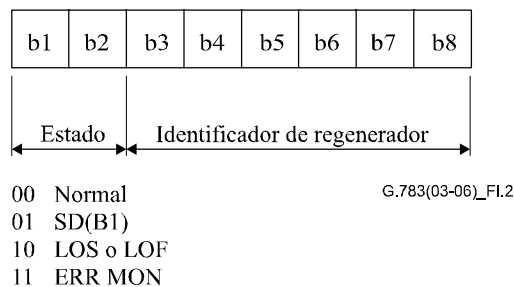 b1 b2 b3 b4 b5 b6 b7 b8
Estado Identificador de regenerador
00 Normal G.783(03-06)_FI.2
01 SD(B1)
10 LOS o LOF
11 ERR MON